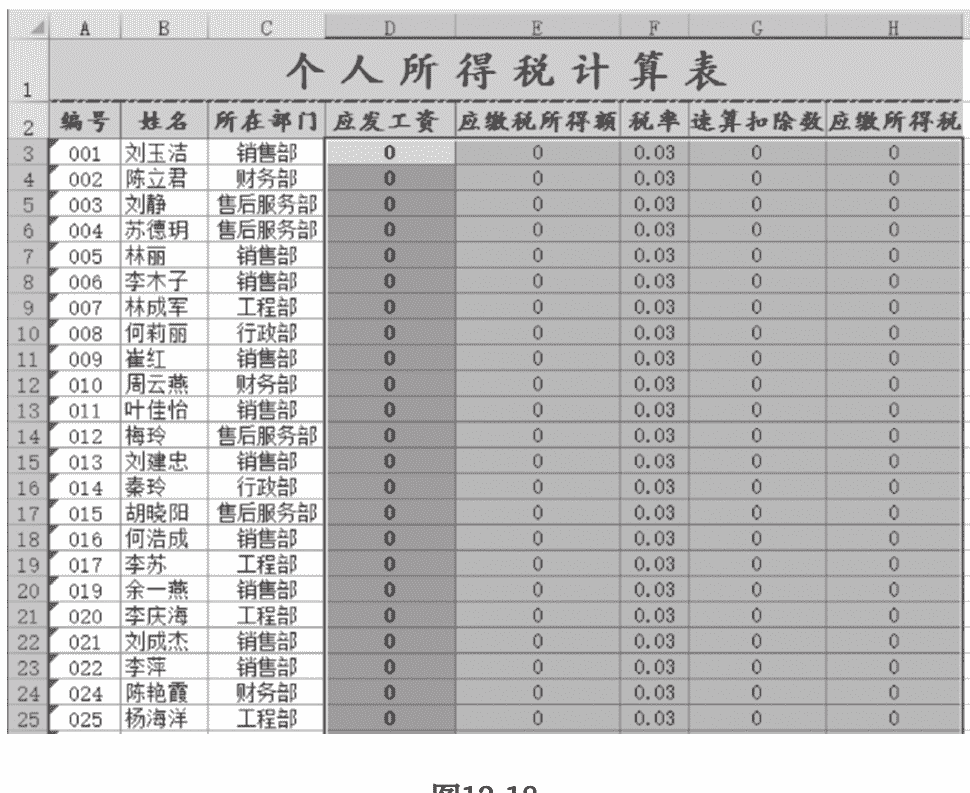 A B C D E F G H
1 个人所得税计算表
2 编号 姓名 所在部门 应发工资 应缴税所得额 税率 速算扣除数 应缴所得税
3 001 刘玉洁 销售部 0 0 0.03 0 0
4 002 陈立君 财务部 0 0 0.03 0 0
5 003 刘静 售后服务部 0 0 0.03 0 0
6 004 苏德玥 售后服务部 0 0 0.03 0 0
7 005 林丽 销售部 0 0 0.03 0 0
8 006 李木子 销售部 0 0 0.03 0 0
9 007 林成军 工程部 0 0 0.03 0 0
10 008 何莉丽 行政部 0 0 0.03 0 0
11 009 崔红 销售部 0 0 0.03 0 0
12 010 周云燕 财务部 0 0 0.03 0 0
13 011 叶佳怡 销售部 0 0 0.03 0 0
14 012 梅玲 售后服务部 0 0 0.03 0 0
15 013 刘建忠 销售部 0 0 0.03 0 0
16 014 秦玲 行政部 0 0 0.03 0 0
17 015 胡晓阳 售后服务部 0 0 0.03 0 0
18 016 何浩成 销售部 0 0 0.03 0 0
19 017 李苏 工程部 0 0 0.03 0 0
20 019 余一燕 销售部 0 0 0.03 0 0
21 020 李庆海 工程部 0 0 0.03 0 0
22 021 刘成杰 销售部 0 0 0.03 0 0
23 022 李萍 销售部 0 0 0.03 0 0
24 024 陈艳霞 财务部 0 0 0.03 0 0
25 025 杨海洋 工程部 0 0 0.03 0 0